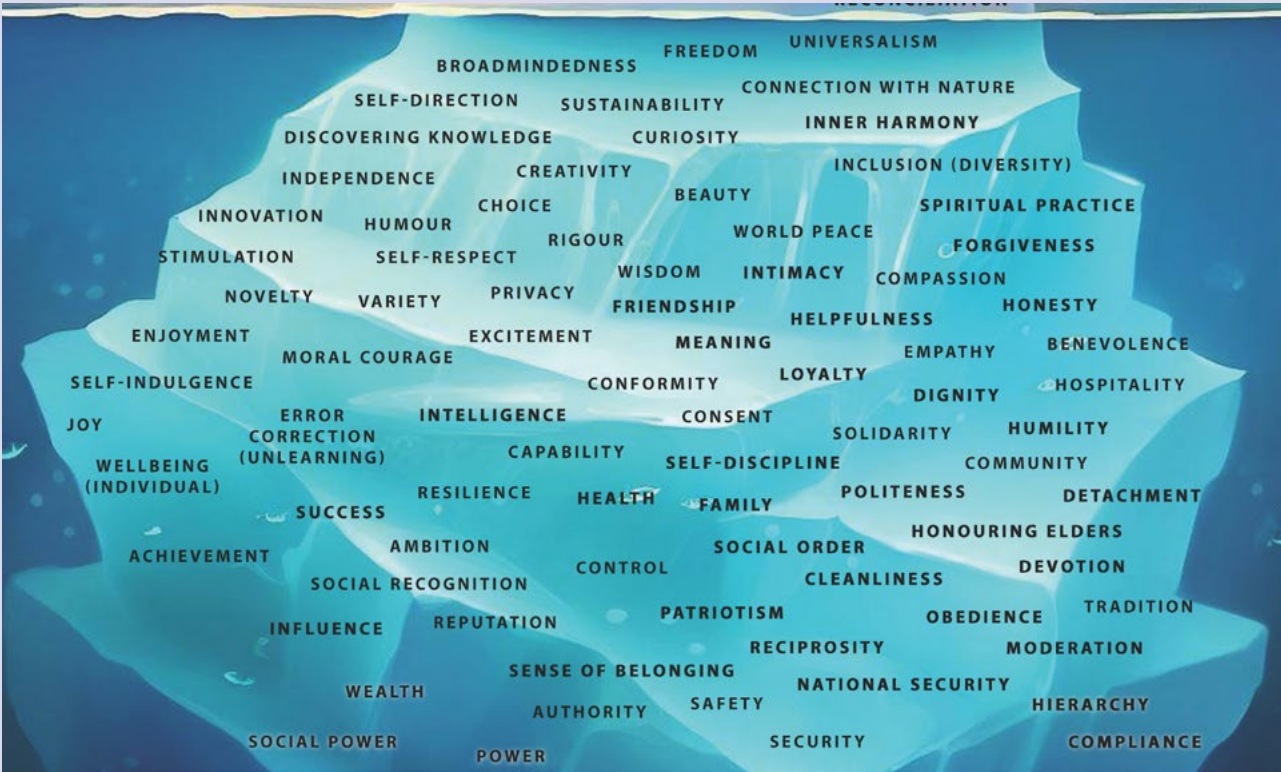 RECONCILIATION
UNIVERSALISM
FREEDOM
BROADMINDEDNESS
CONNECTION WITH NATURE
SELF-DIRECTION
SUSTAINABILITY
INNER HARMONY
DISCOVERING KNOWLEDGE
CURIOSITY
INCLUSION (DIVERSITY)
CREATIVITY
INDEPENDENCE
BEAUTY
CHOICE
SPIRITUAL PRACTICE
INNOVATION
HUMOUR
WORLD PEACE
RIGOUR
FORGIVENESS
STIMULATION
SELF-RESPECT
WISDOM
INTIMACY
COMPASSION
PRIVACY
NOVELTY
VARIETY
FRIENDSHIP
HONESTY
HELPFULNESS
ENJOYMENT
EXCITEMENT
MEANING
BENEVOLENCE
EMPATHY
MORAL COURAGE
LOYALTY
SELF-INDULGENCE
CONFORMITY
HOSPITALITY
DIGNITY
ERROR
CORRECTION
(UNLEARNING)
INTELLIGENCE
CONSENT
JOY
HUMILITY
SOLIDARITY
CAPABILITY
SELF-DISCIPLINE
COMMUNITY
WELLBEING
(INDIVIDUAL)
RESILIENCE
HEALTH
POLITENESS
DETACHMENT
FAMILY
SUCCESS
HONOURING ELDERS
AMBITION
SOCIAL ORDER
ACHIEVEMENT
CONTROL
DEVOTION
CLEANLINESS
SOCIAL RECOGNITION
TRADITION
PATRIOTISM
OBEDIENCE
REPUTATION
INFLUENCE
RECIPROCITY
MODERATION
SENSE OF BELONGING
NATIONAL SECURITY
WEALTH
SAFETY
HIERARCHY
AUTHORITY
SOCIAL POWER
SECURITY
COMPLIANCE
POWER